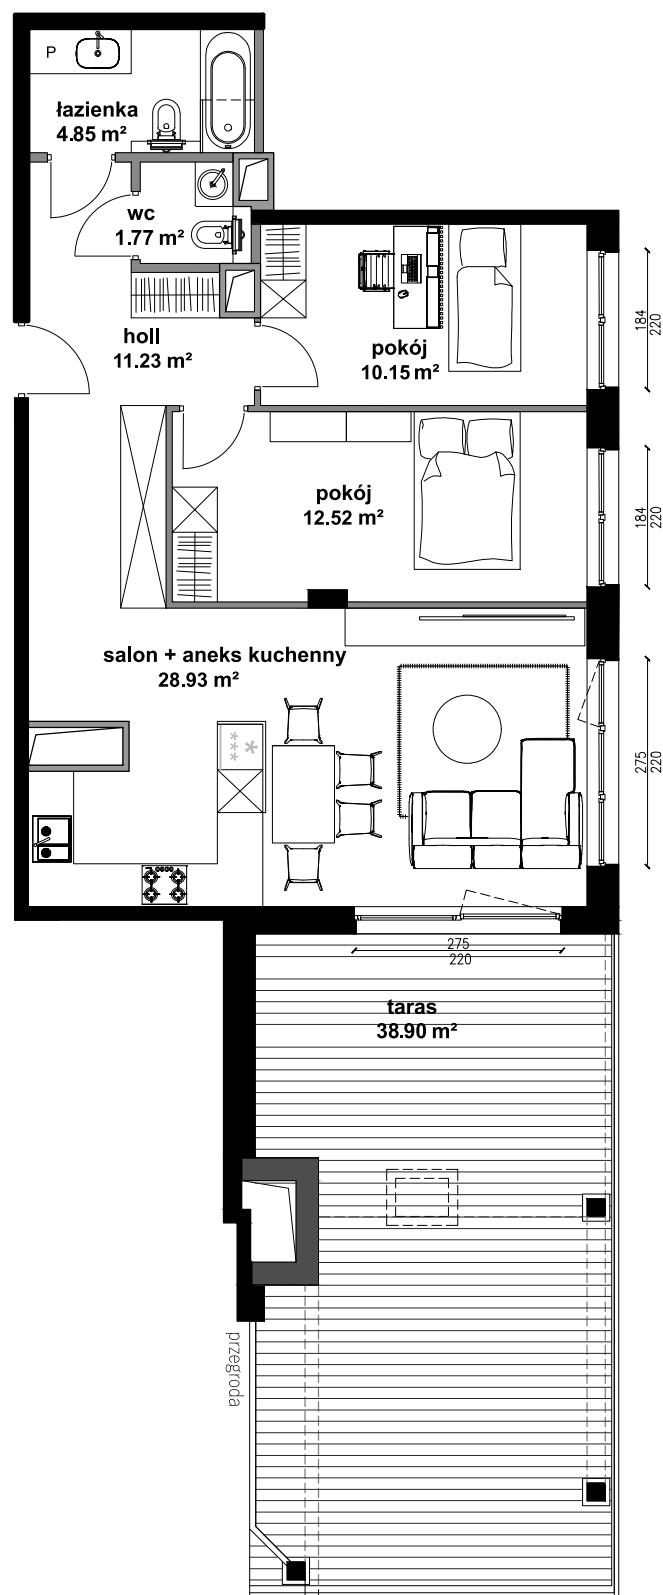 P
łazienka
4.85 m²
wc
1.77 m²
holl
11.23 m²
pokój
10.15 m²
184
220
pokój
12.52 m²
184
220
salon + aneks kuchenny
28.93 m²
***
*
275
220
275
220
taras
38.90 m²
przegroda